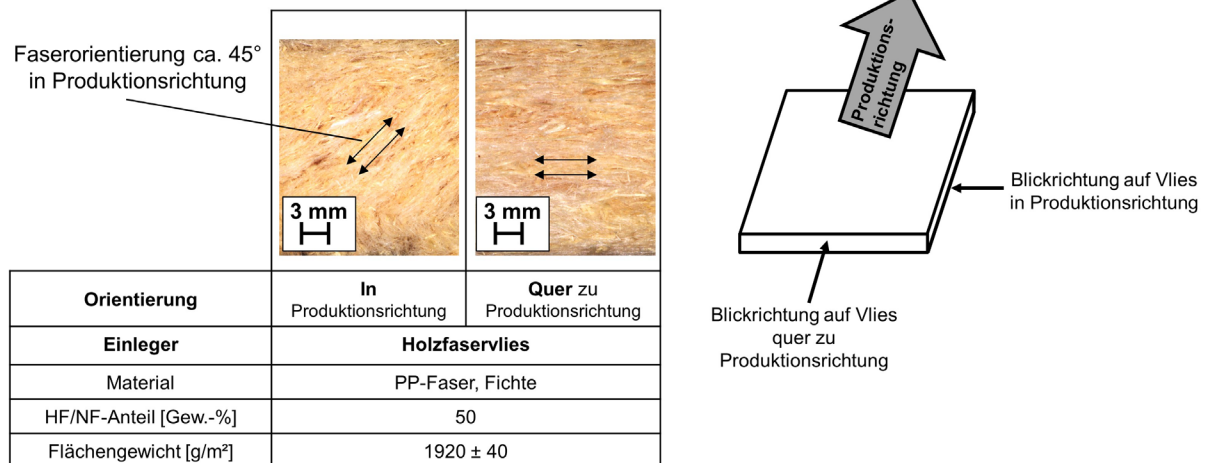 Faserorientierung ca. 45°
in Produktionsrichtung
3 mm
3 mm
Orientierung
In
Produktionsrichtung
Quer zu
Produktionsrichtung
Einleger
Holzfaservlies
Material
PP-Faser, Fichte
HF/NF-Anteil [Gew.-%]
50
Flächengewicht [g/m²]
1920 ± 40
Produktions-
richtung
Blickrichtung auf Vlies
in Produktionsrichtung
Blickrichtung auf Vlies
quer zu
Produktionsrichtung